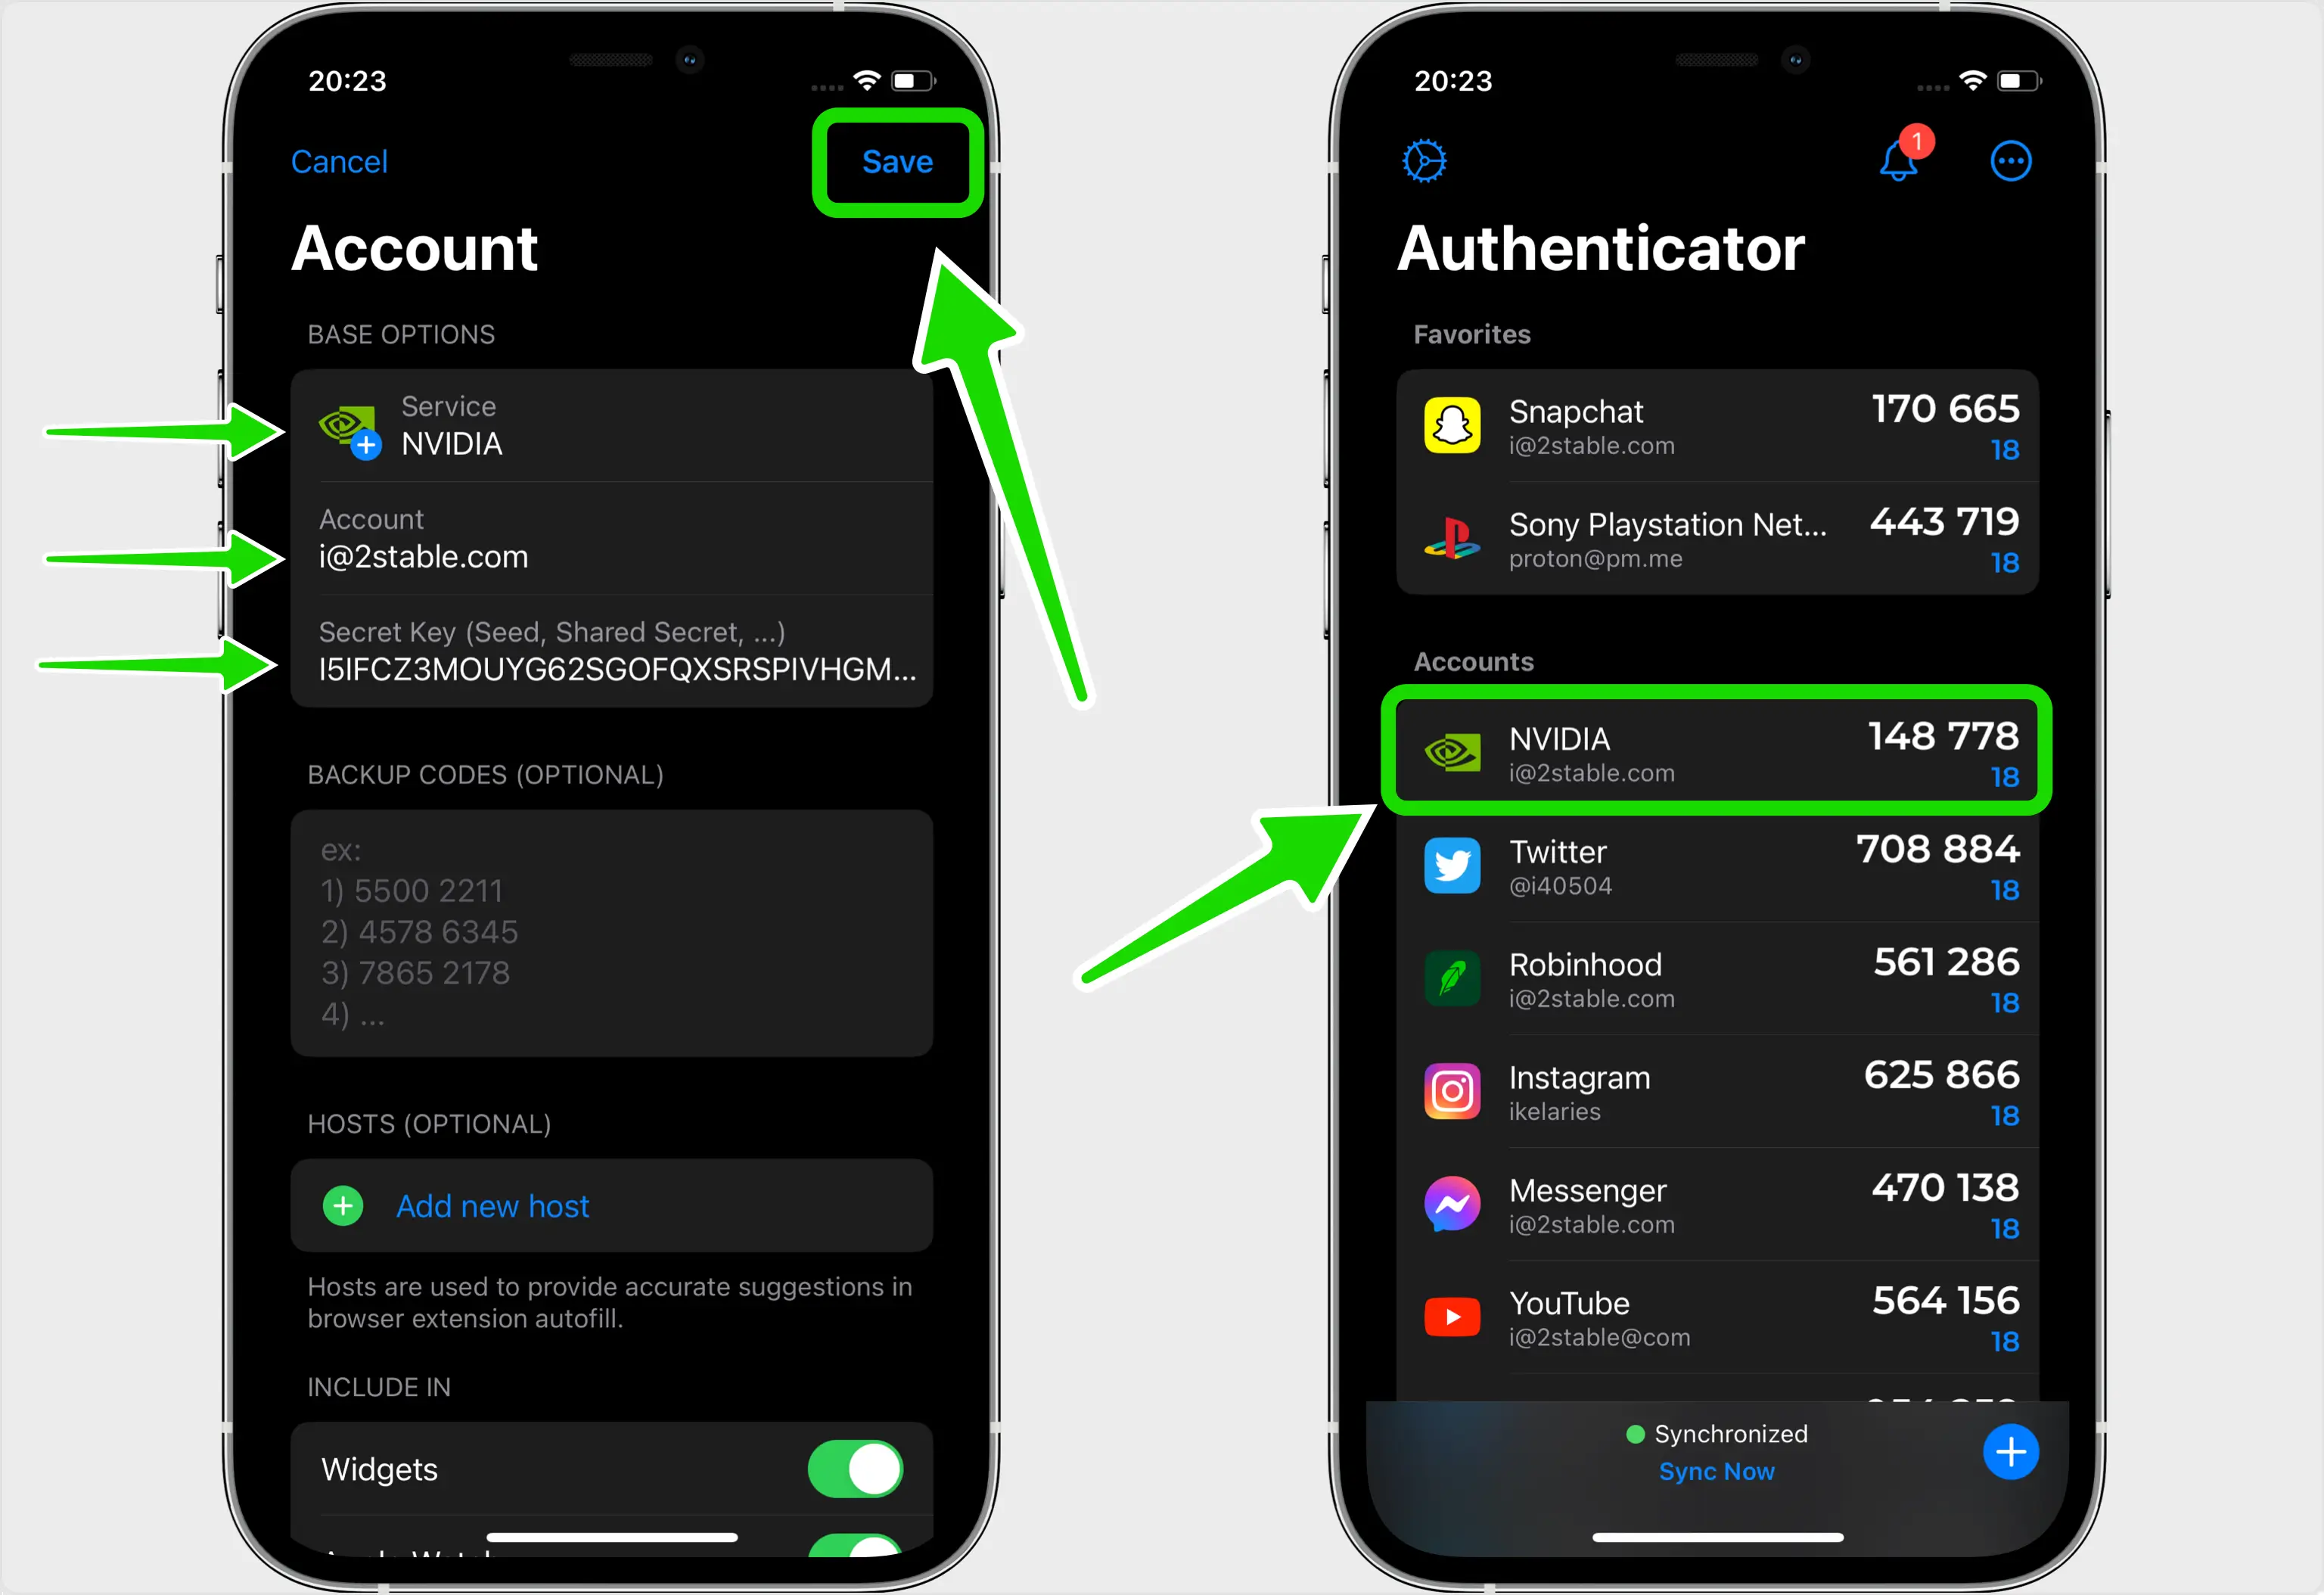 20:23
Cancel
Save
Account
BASE OPTIONS
Service
NVIDIA
Account
i@2stable.com
Secret Key (Seed, Shared Secret, ...)
I5IFCZ3MOUYG62SGOFQXSRSPIVHGM...
BACKUP CODES (OPTIONAL)
ex:
1) 5500 2211
2) 4578 6345
3) 7865 2178
4) ...
HOSTS (OPTIONAL)
Add new host
Hosts are used to provide accurate suggestions in
browser extension autofill.
INCLUDE IN
Widgets
20:23
1
Authenticator
Favorites
Snapchat 170 665
i@2stable.com 18
Sony Playstation Net... 443 719
proton@pm.me 18
Accounts
NVIDIA 148 778
i@2stable.com 18
Twitter 708 884
@i40504 18
Robinhood 561 286
i@2stable.com 18
Instagram 625 866
ikelaries 18
Messenger 470 138
i@2stable.com 18
YouTube 564 156
i@2stable@com 18
Synchronized
Sync Now